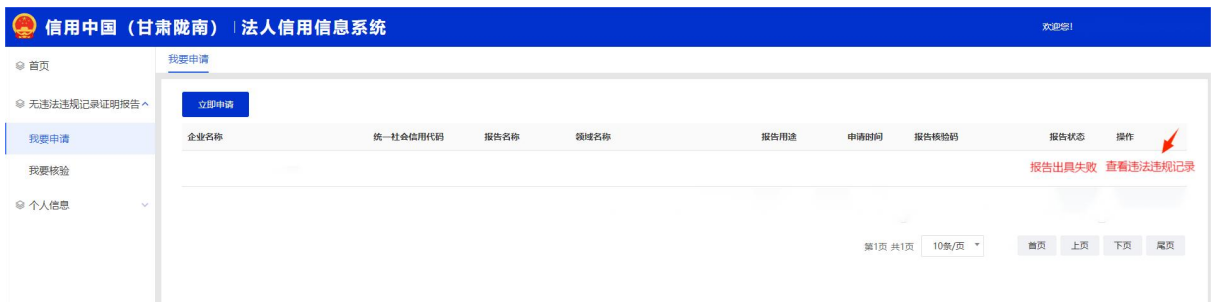 信用中国（甘肃陇南） | 法人信用信息系统
欢迎您!
首页
我要申请
无违法违规记录证明报告
立即申请
我要申请
企业名称 统一社会信用代码 报告名称 领域名称 报告用途 申请时间 报告核验码 报告状态 操作
我要核验
报告出具失败 查看违法违规记录
个人信息
第1页 共1页 10条/页 首页 上页 下页 尾页